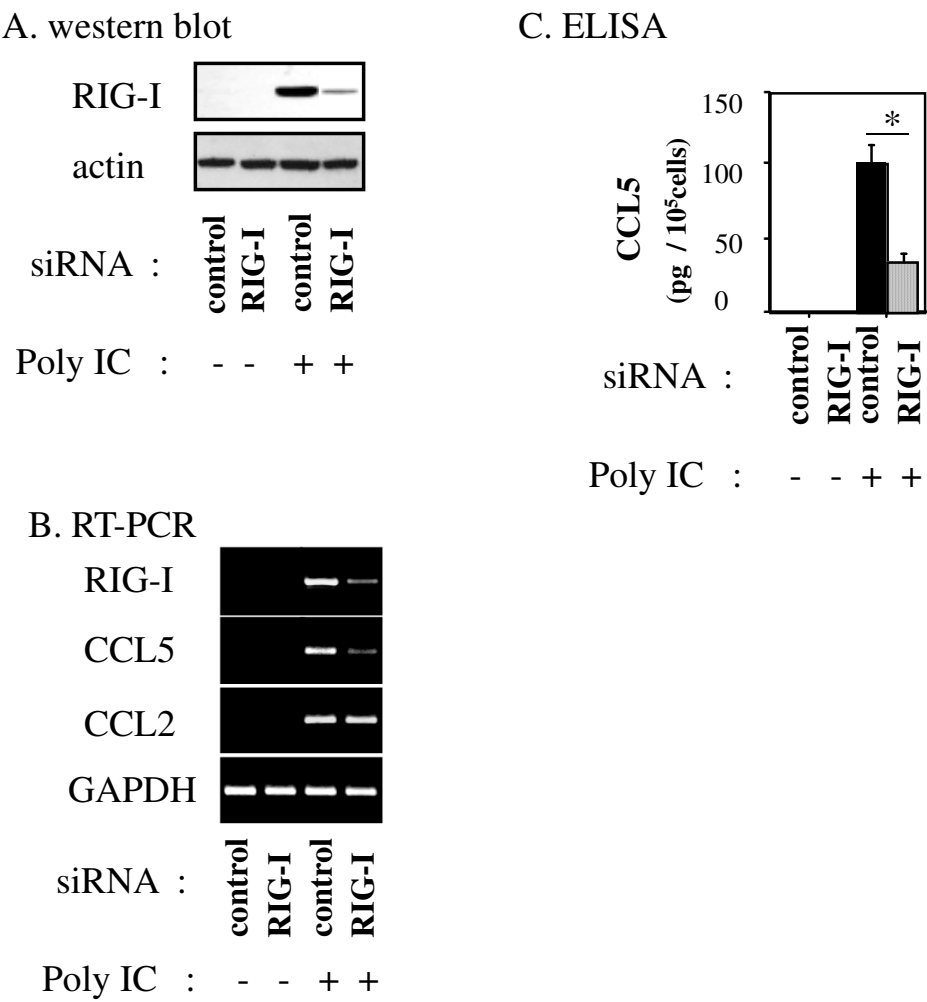 A. western blot
RIG-I
actin
siRNA :
control
RIG-I
control
RIG-I
Poly IC : - - + +
B. RT-PCR
RIG-I
CCL5
CCL2
GAPDH
siRNA :
control
RIG-I
control
RIG-I
Poly IC : - - + +
C. ELISA
CCL5
(pg / 10⁵cells)
150
100
50
0
*
siRNA :
control
RIG-I
control
RIG-I
Poly IC : - - + +